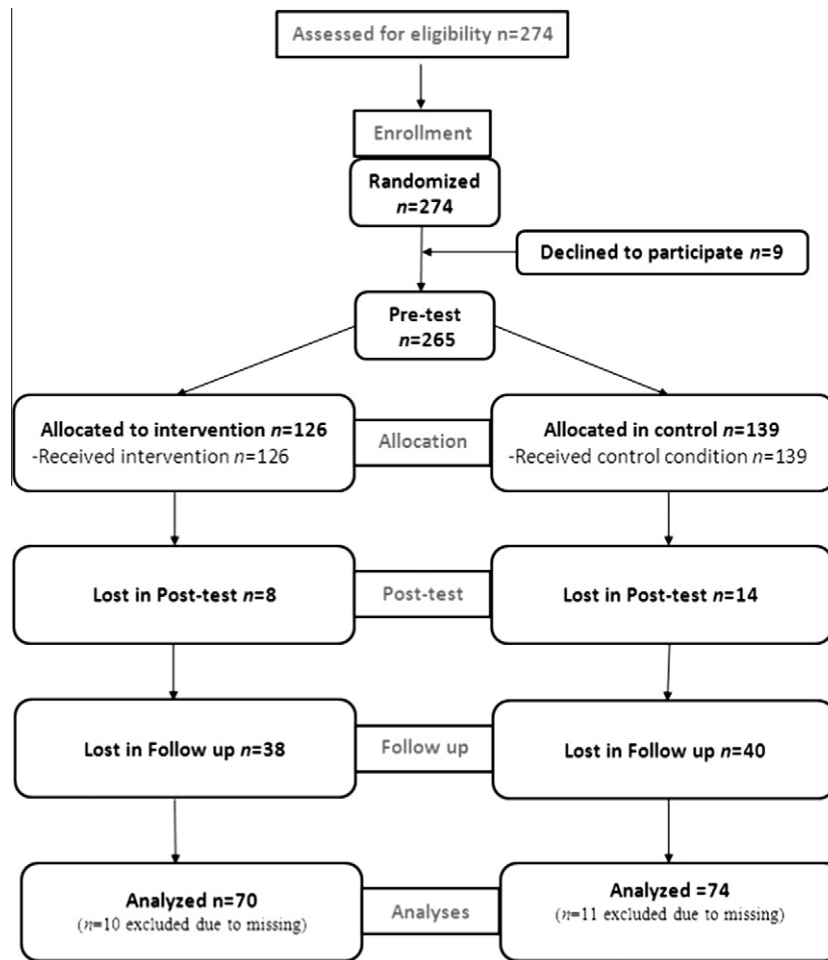 Assessed for eligibility n=274
Enrollment
Randomized
n=274
Declined to participate n=9
Pre-test
n=265
Allocated to intervention n=126
-Received intervention n=126
Allocation
Allocated in control n=139
-Received control condition n=139
Lost in Post-test n=8
Post-test
Lost in Post-test n=14
Lost in Follow up n=38
Follow up
Lost in Follow up n=40
Analyzed n=70
(n=10 excluded due to missing)
Analyses
Analyzed =74
(n=11 excluded due to missing)